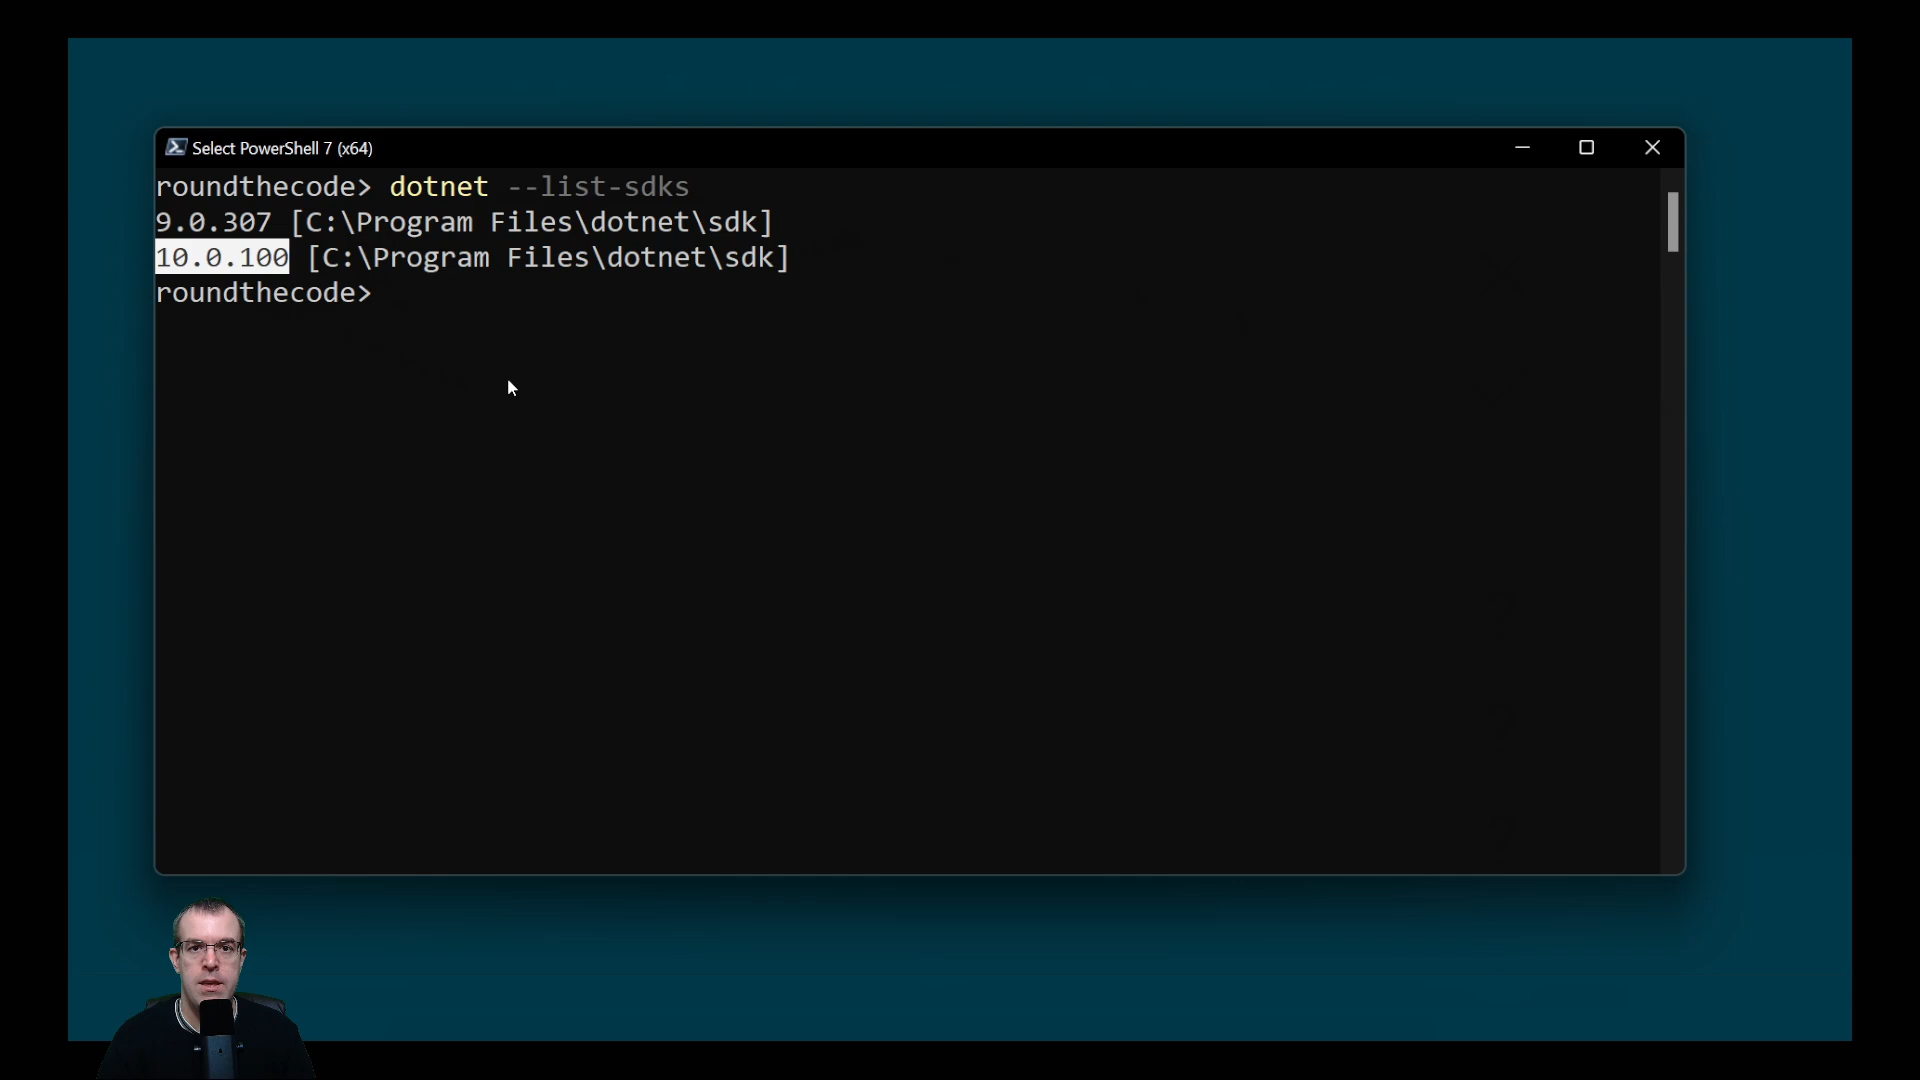 Select PowerShell 7 (x64)
roundthecode> dotnet --list-sdks
9.0.307 [C:\Program Files\dotnet\sdk]
10.0.100 [C:\Program Files\dotnet\sdk]
roundthecode>